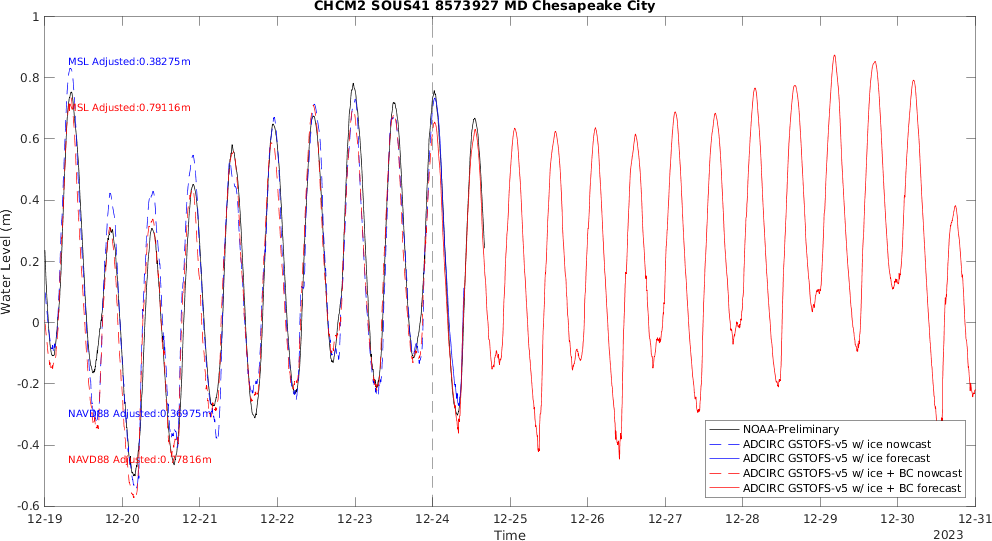 CHCM2 SOUS41 8573927 MD Chesapeake City
1
0.8
0.6
0.4
0.2
0
-0.2
-0.4
-0.6
Water Level (m)
MSL Adjusted:0.38275m
MSL Adjusted:0.79116m
NAVD88 Adjusted:0.36975m
NAVD88 Adjusted:0.77816m
NOAA-Preliminary
ADCIRC GSTOFS-v5 w/ ice nowcast
ADCIRC GSTOFS-v5 w/ ice forecast
ADCIRC GSTOFS-v5 w/ ice + BC nowcast
ADCIRC GSTOFS-v5 w/ ice + BC forecast
12-19 12-20 12-21 12-22 12-23 12-24 12-25 12-26 12-27 12-28 12-29 12-30 12-31
Time
2023